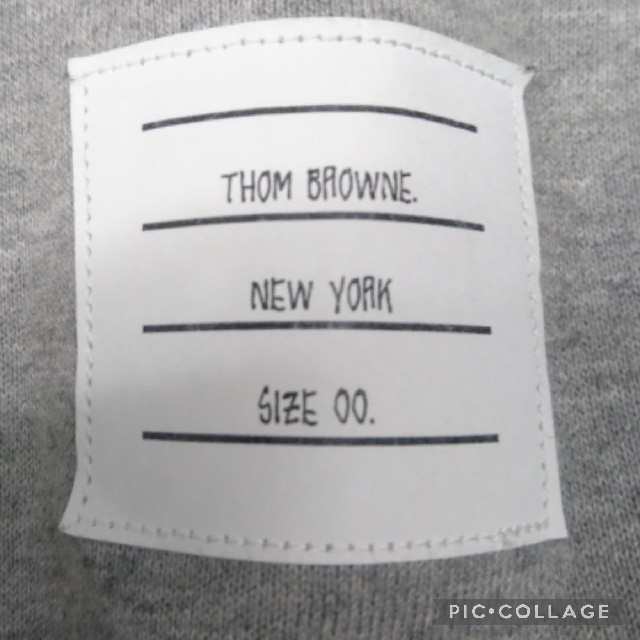 THOM BROWNE.
NEW YORK
SIZE 00.
PIC•COLLAGE